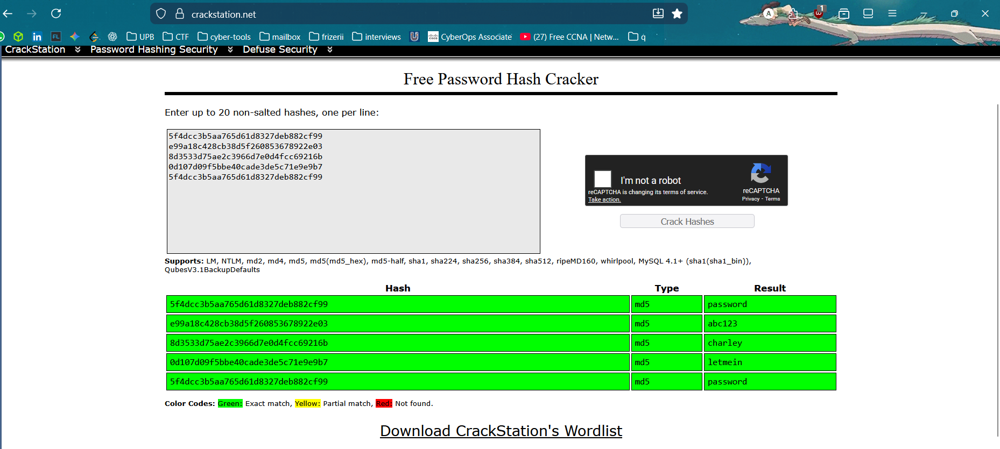 crackstation.net
UPB CTF cyber-tools mailbox frizerii interviews CyberOps Associate (27) Free CCNA | Netw... q
CrackStation Password Hashing Security Defuse Security
Free Password Hash Cracker
Enter up to 20 non-salted hashes, one per line:
5f4dcc3b5aa765d61d8327deb882cf99
e99a18c428cb38d5f260853678922e03
8d3533d75ae2c3966d7e0d4fcc69216b
0d107d09f5bbe40cade3de5c71e9e9b7
5f4dcc3b5aa765d61d8327deb882cf99
I'm not a robot
reCAPTCHA is changing its terms of service.
Take action.
reCAPTCHA
Privacy - Terms
Crack Hashes
Supports: LM, NTLM, md2, md4, md5, md5(md5_hex), md5-half, sha1, sha224, sha256, sha384, sha512, ripeMD160, whirlpool, MySQL 4.1+ (sha1(sha1_bin)),
QubesV3.1BackupDefaults
Hash Type Result
5f4dcc3b5aa765d61d8327deb882cf99 md5 password
e99a18c428cb38d5f260853678922e03 md5 abc123
8d3533d75ae2c3966d7e0d4fcc69216b md5 charley
0d107d09f5bbe40cade3de5c71e9e9b7 md5 letmein
5f4dcc3b5aa765d61d8327deb882cf99 md5 password
Color Codes: Green: Exact match, Yellow: Partial match, Red: Not found.
Download CrackStation's Wordlist